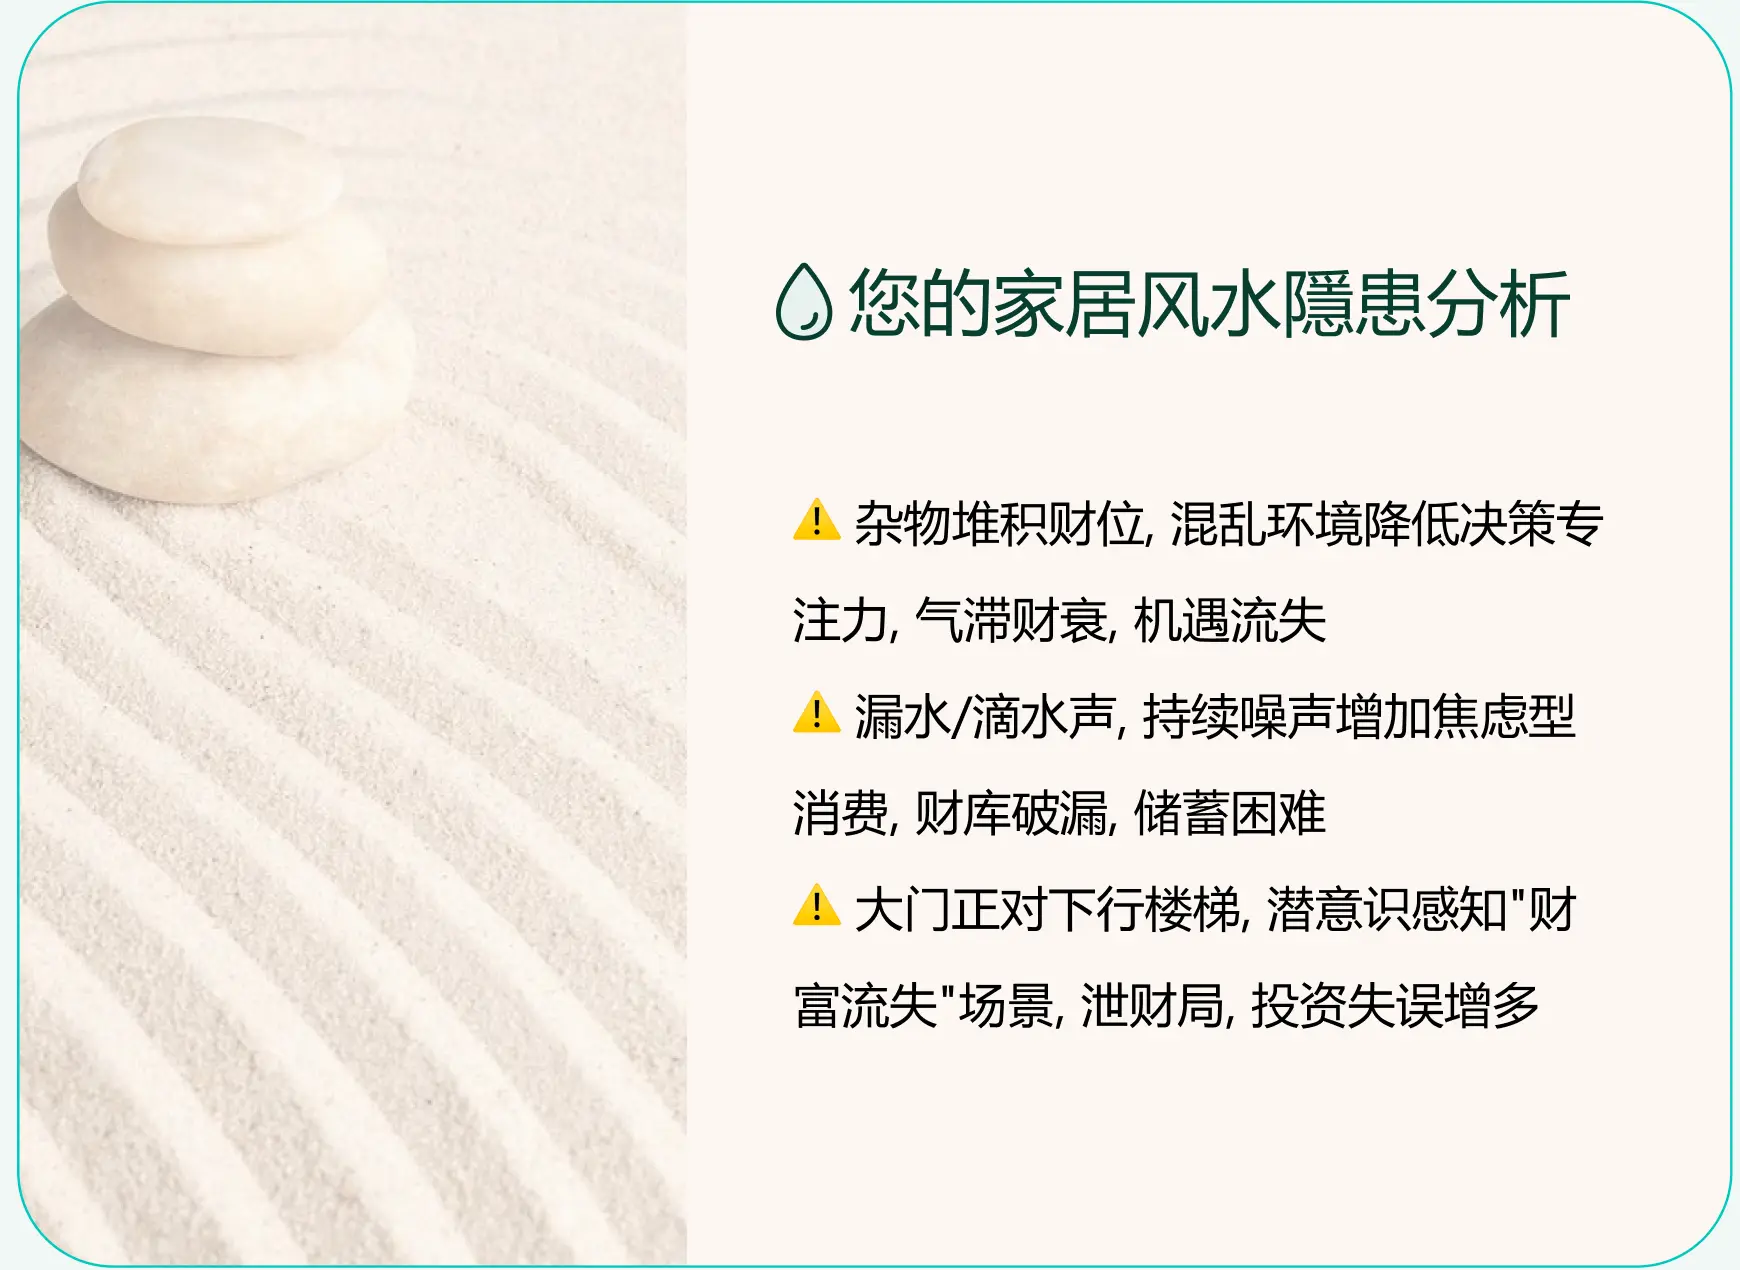 您的家居风水隱患分析
⚠️ 杂物堆积财位, 混乱环境降低决策专
注力, 气滞财衰, 机遇流失
⚠️ 漏水/滴水声, 持续噪声增加焦虑型
消费, 财库破漏, 储蓄困难
⚠️ 大门正对下行楼梯, 潜意识感知"财
富流失"场景, 泄财局, 投资失误增多